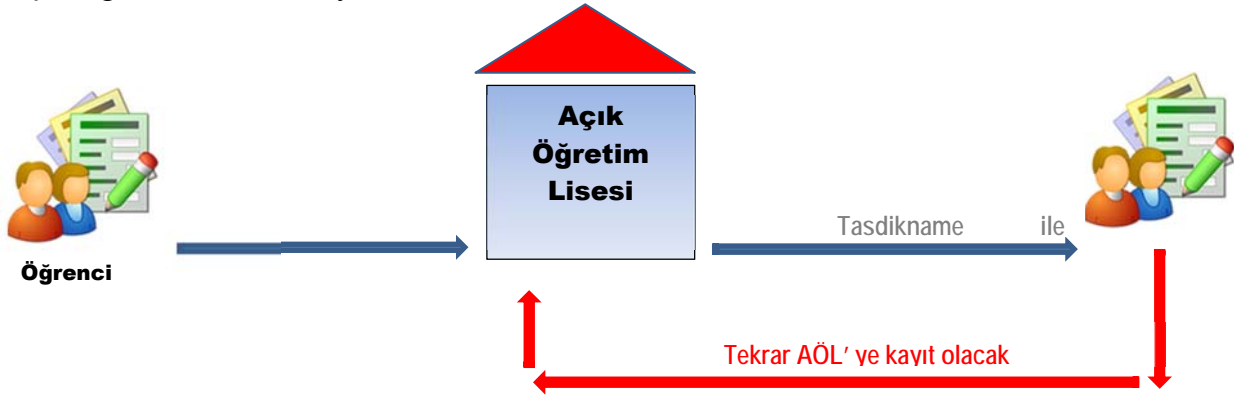 Açık
Öğretim
Lisesi
Tasdikname ile
Öğrenci
Tekrar AÖL' ye kayıt olacak